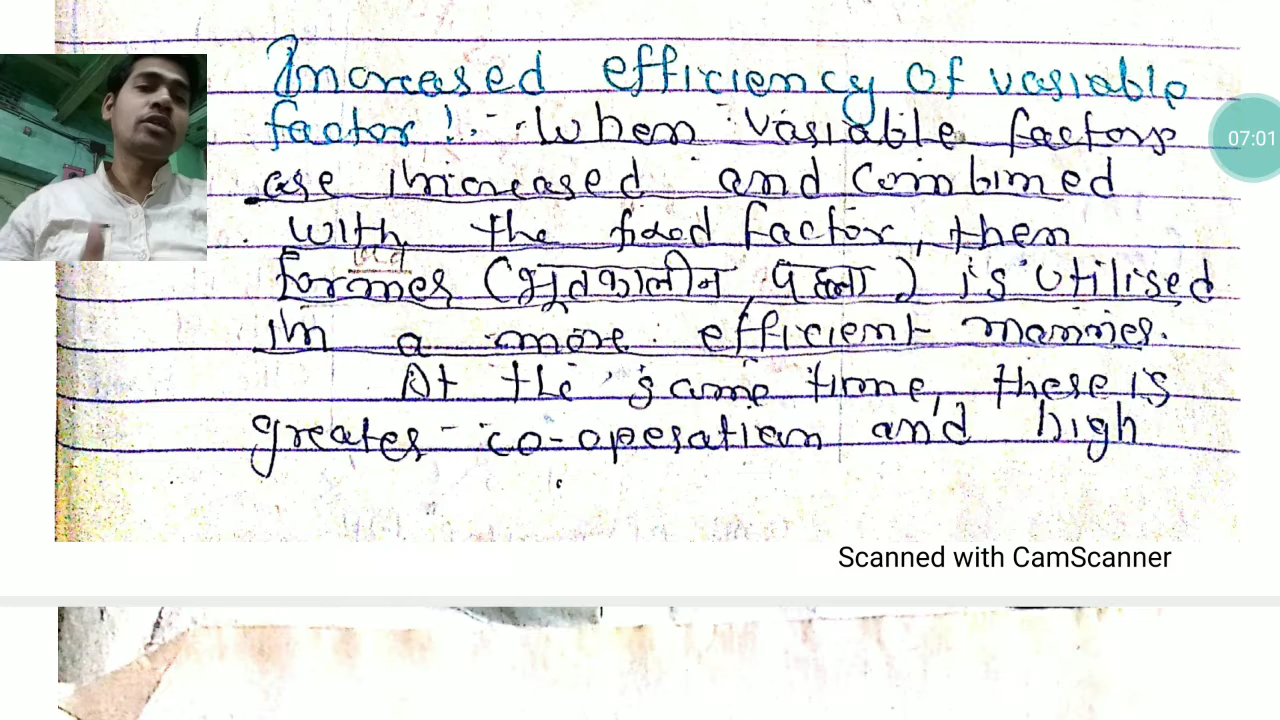 Increased efficiency of variable
factor :- When variable factors
are increased and combined
with the fixed factor, then
former (भूतकालीन, पहला) is utilised
in a more efficient manner.
At the same time, there is
greater co-operation and high
07:01
Scanned with CamScanner